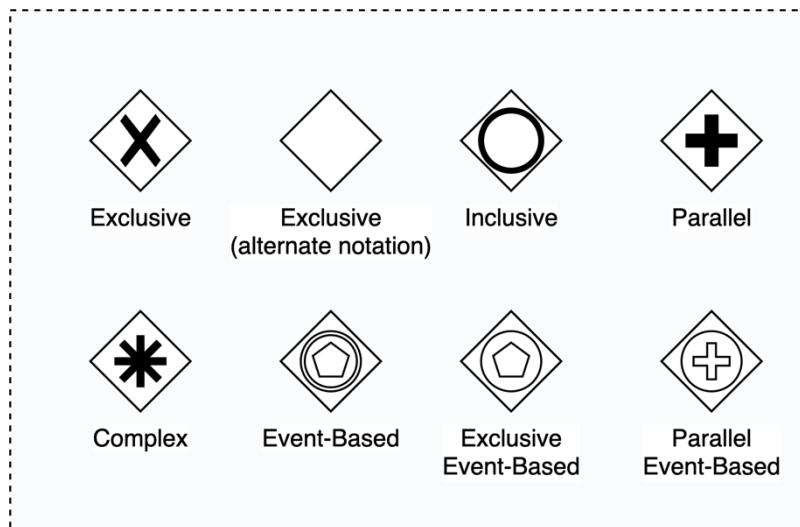 Exclusive
Exclusive
(alternate notation)
Inclusive
Parallel
Complex
Event-Based
Exclusive
Event-Based
Parallel
Event-Based